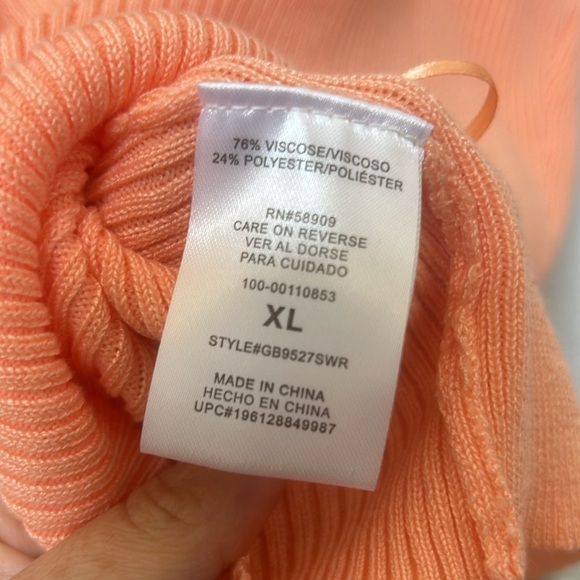 76% VISCOSE/VISCOSO
24% POLYESTER/POLIÉSTER
RN#58909
CARE ON REVERSE
VER AL DORSE
PARA CUIDADO
100-00110853
XL
STYLE#GB9527SWR
MADE IN CHINA
HECHO EN CHINA
UPC#196128849987